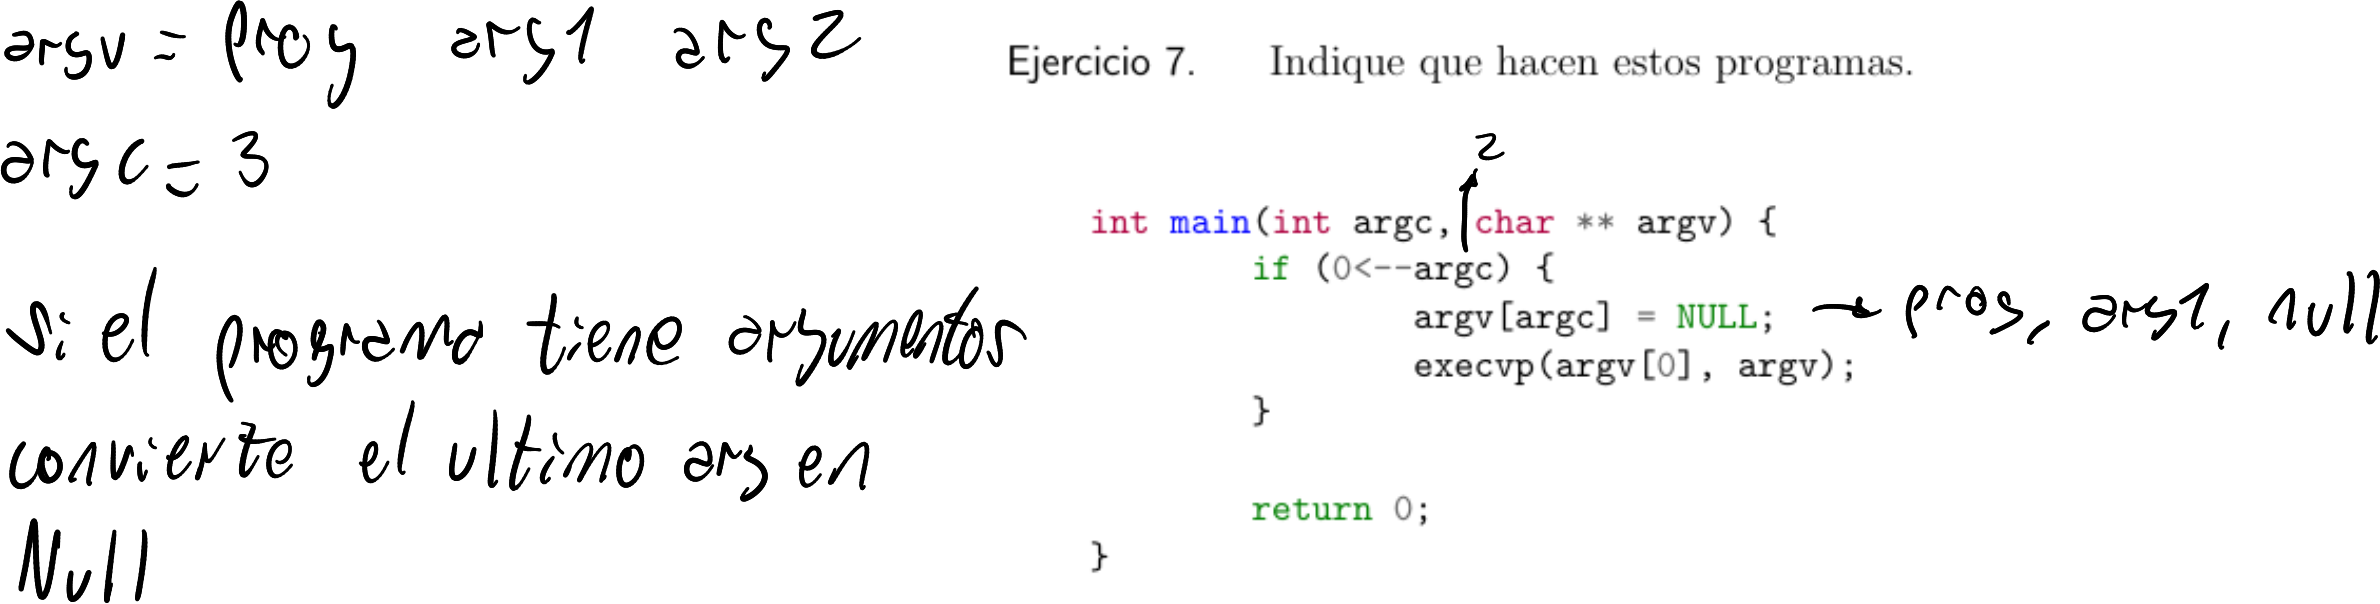 argv = prog arg1 arg2
argc = 3
si el programa tiene argumentos
convierte el ultimo arg en
Null
Ejercicio 7. Indique que hacen estos programas.
2
int main(int argc, char ** argv) {
if (0<--argc) {
argv[argc] = NULL; → prog, arg1, null
execvp(argv[0], argv);
}
return 0;
}